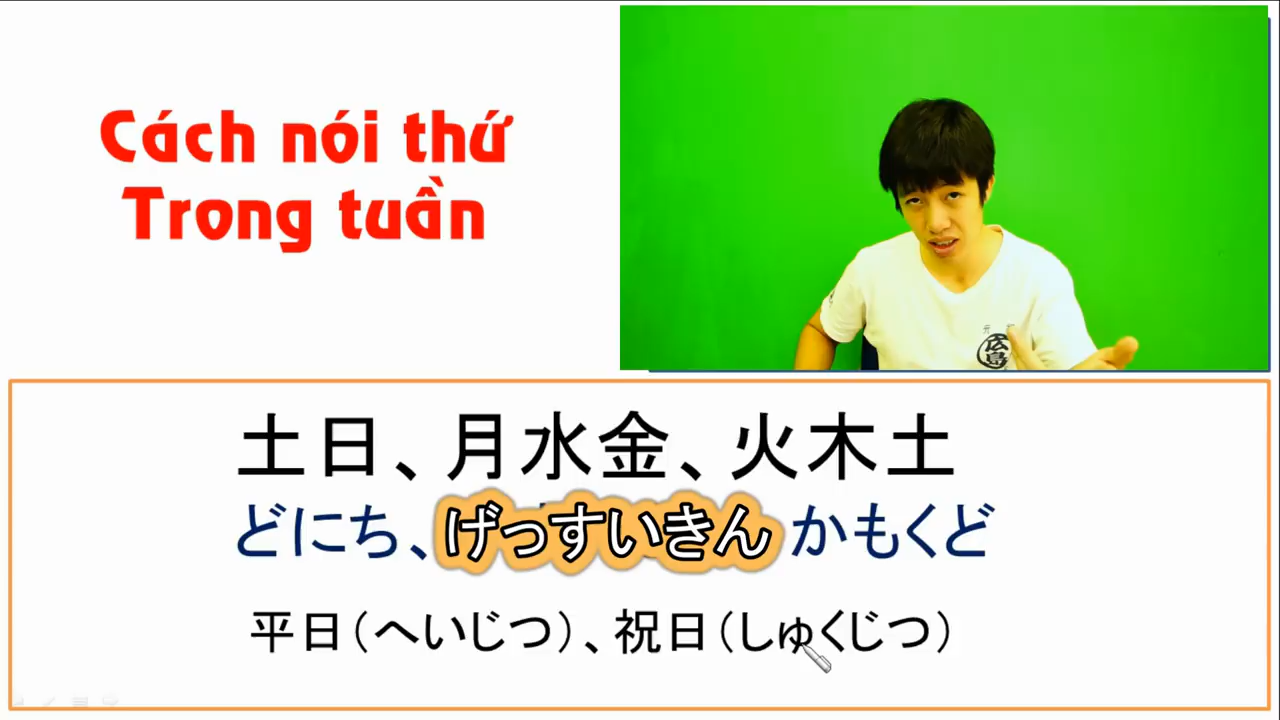 Cách nói thứ
Trong tuần
広島
土日、月水金、火木土
どにち、げっすいきん かもくど
平日（へいじつ）、祝日（しゅくじつ）